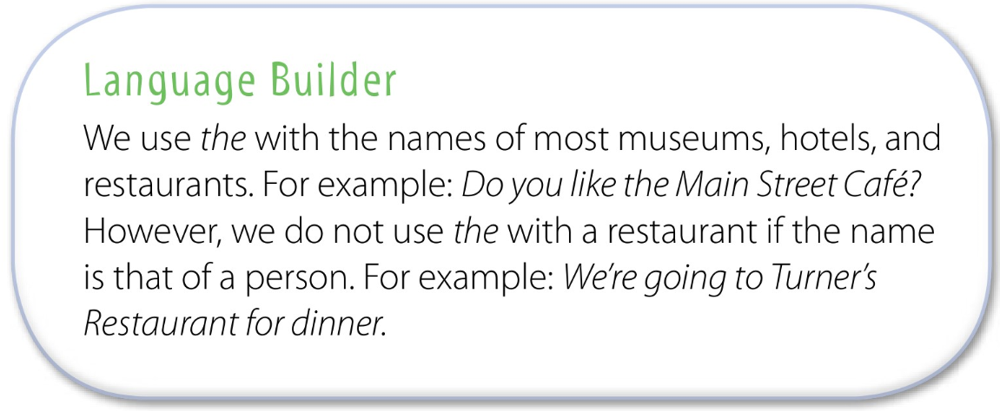 Language Builder
We use the with the names of most museums, hotels, and
restaurants. For example: Do you like the Main Street Café?
However, we do not use the with a restaurant if the name
is that of a person. For example: We’re going to Turner’s
Restaurant for dinner.